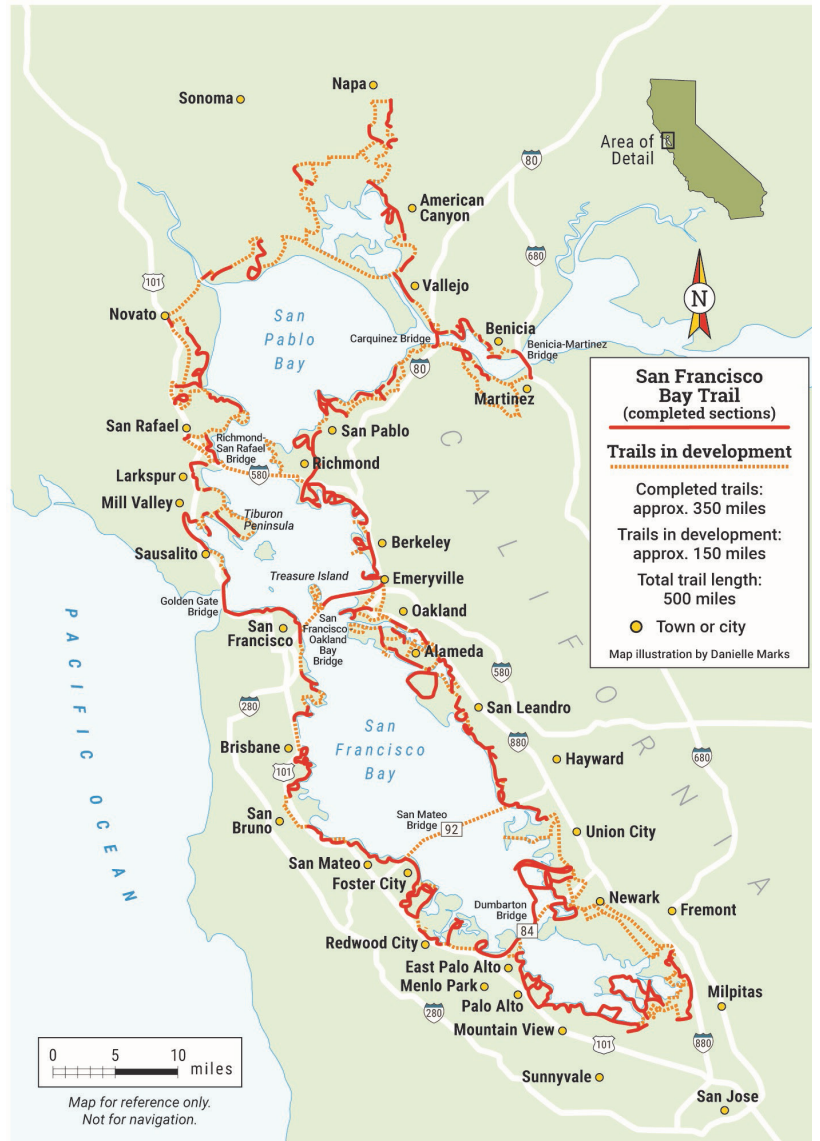 Napa
Sonoma
80
Area of
Detail
American
Canyon
680
101
Vallejo
N
Novato
San
Pablo
Bay
Benicia
Carquinez Bridge
Benicia-Martinez
Bridge
80
Martinez
San Francisco
Bay Trail
(completed sections)
Trails in development
Completed trails:
approx. 350 miles
Trails in development:
approx. 150 miles
Total trail length:
500 miles
Town or city
Map illustration by Danielle Marks
San Rafael
San Pablo
Richmond-
San Rafael
Bridge
Richmond
580
Larkspur
Mill Valley
Tiburon
Peninsula
Berkeley
Sausalito
Treasure Island
Emeryville
Golden Gate
Bridge
Oakland
San
Francisco
San
Francisco
Oakland
Bay
Bridge
Alameda
CALIFORNIA
PACIFIC OCEAN
580
280
San Leandro
San
Francisco
Bay
880
Brisbane
Hayward
680
101
San
Bruno
San Mateo
Bridge
92
Union City
San Mateo
Foster City
Newark
Dumbarton
Bridge
Fremont
84
Redwood City
East Palo Alto
Menlo Park
Palo Alto
Milpitas
280
Mountain View
101
880
Sunnyvale
San Jose
0 5 10
miles
Map for reference only.
Not for navigation.